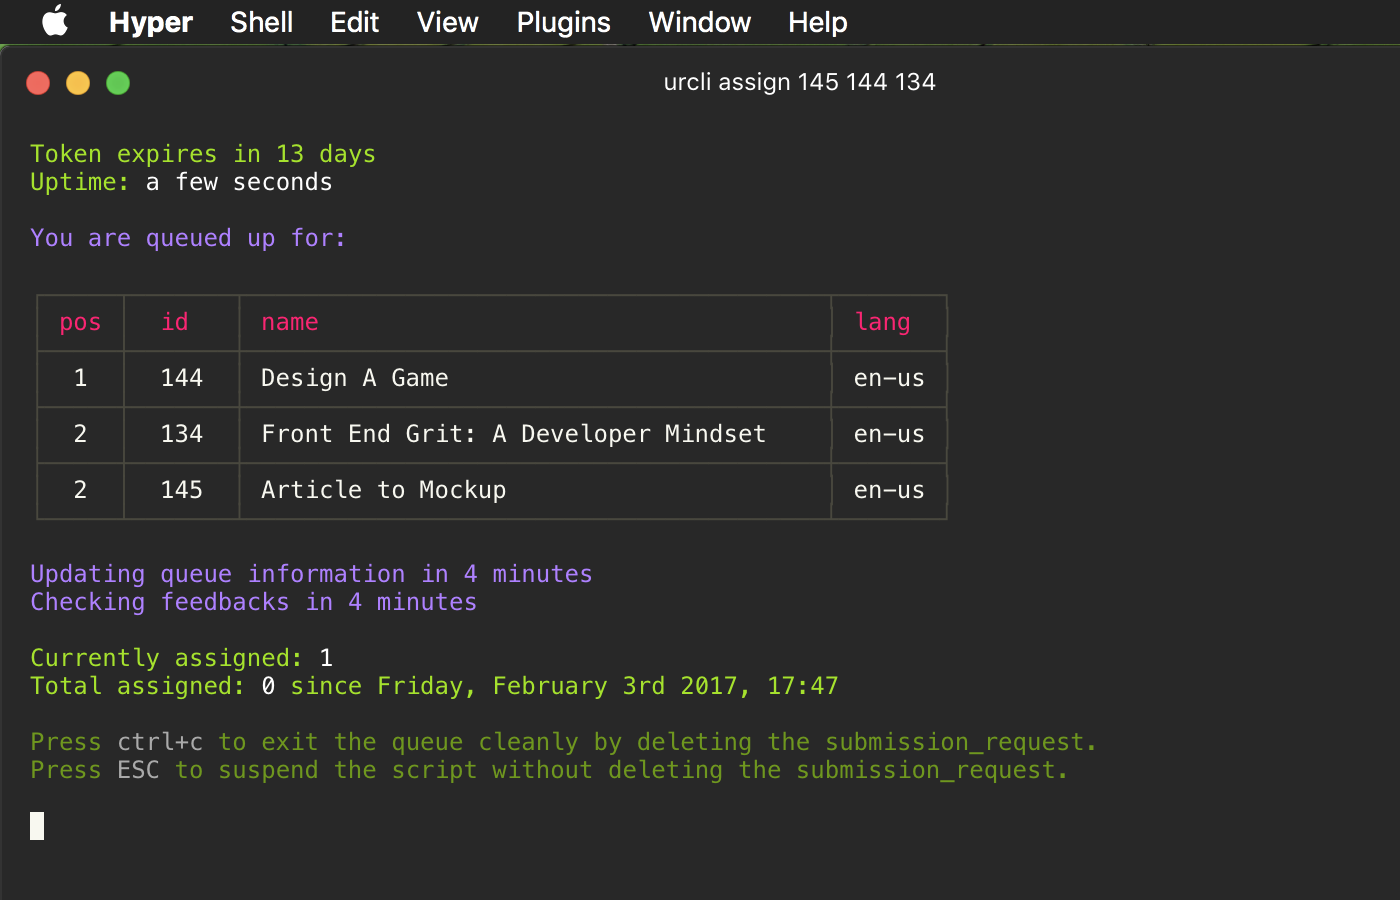 Hyper Shell Edit View Plugins Window Help
urcli assign 145 144 134
Token expires in 13 days
Uptime: a few seconds
You are queued up for:
pos id name lang
1 144 Design A Game en-us
2 134 Front End Grit: A Developer Mindset en-us
2 145 Article to Mockup en-us
Updating queue information in 4 minutes
Checking feedbacks in 4 minutes
Currently assigned: 1
Total assigned: 0 since Friday, February 3rd 2017, 17:47
Press ctrl+c to exit the queue cleanly by deleting the submission_request.
Press ESC to suspend the script without deleting the submission_request.